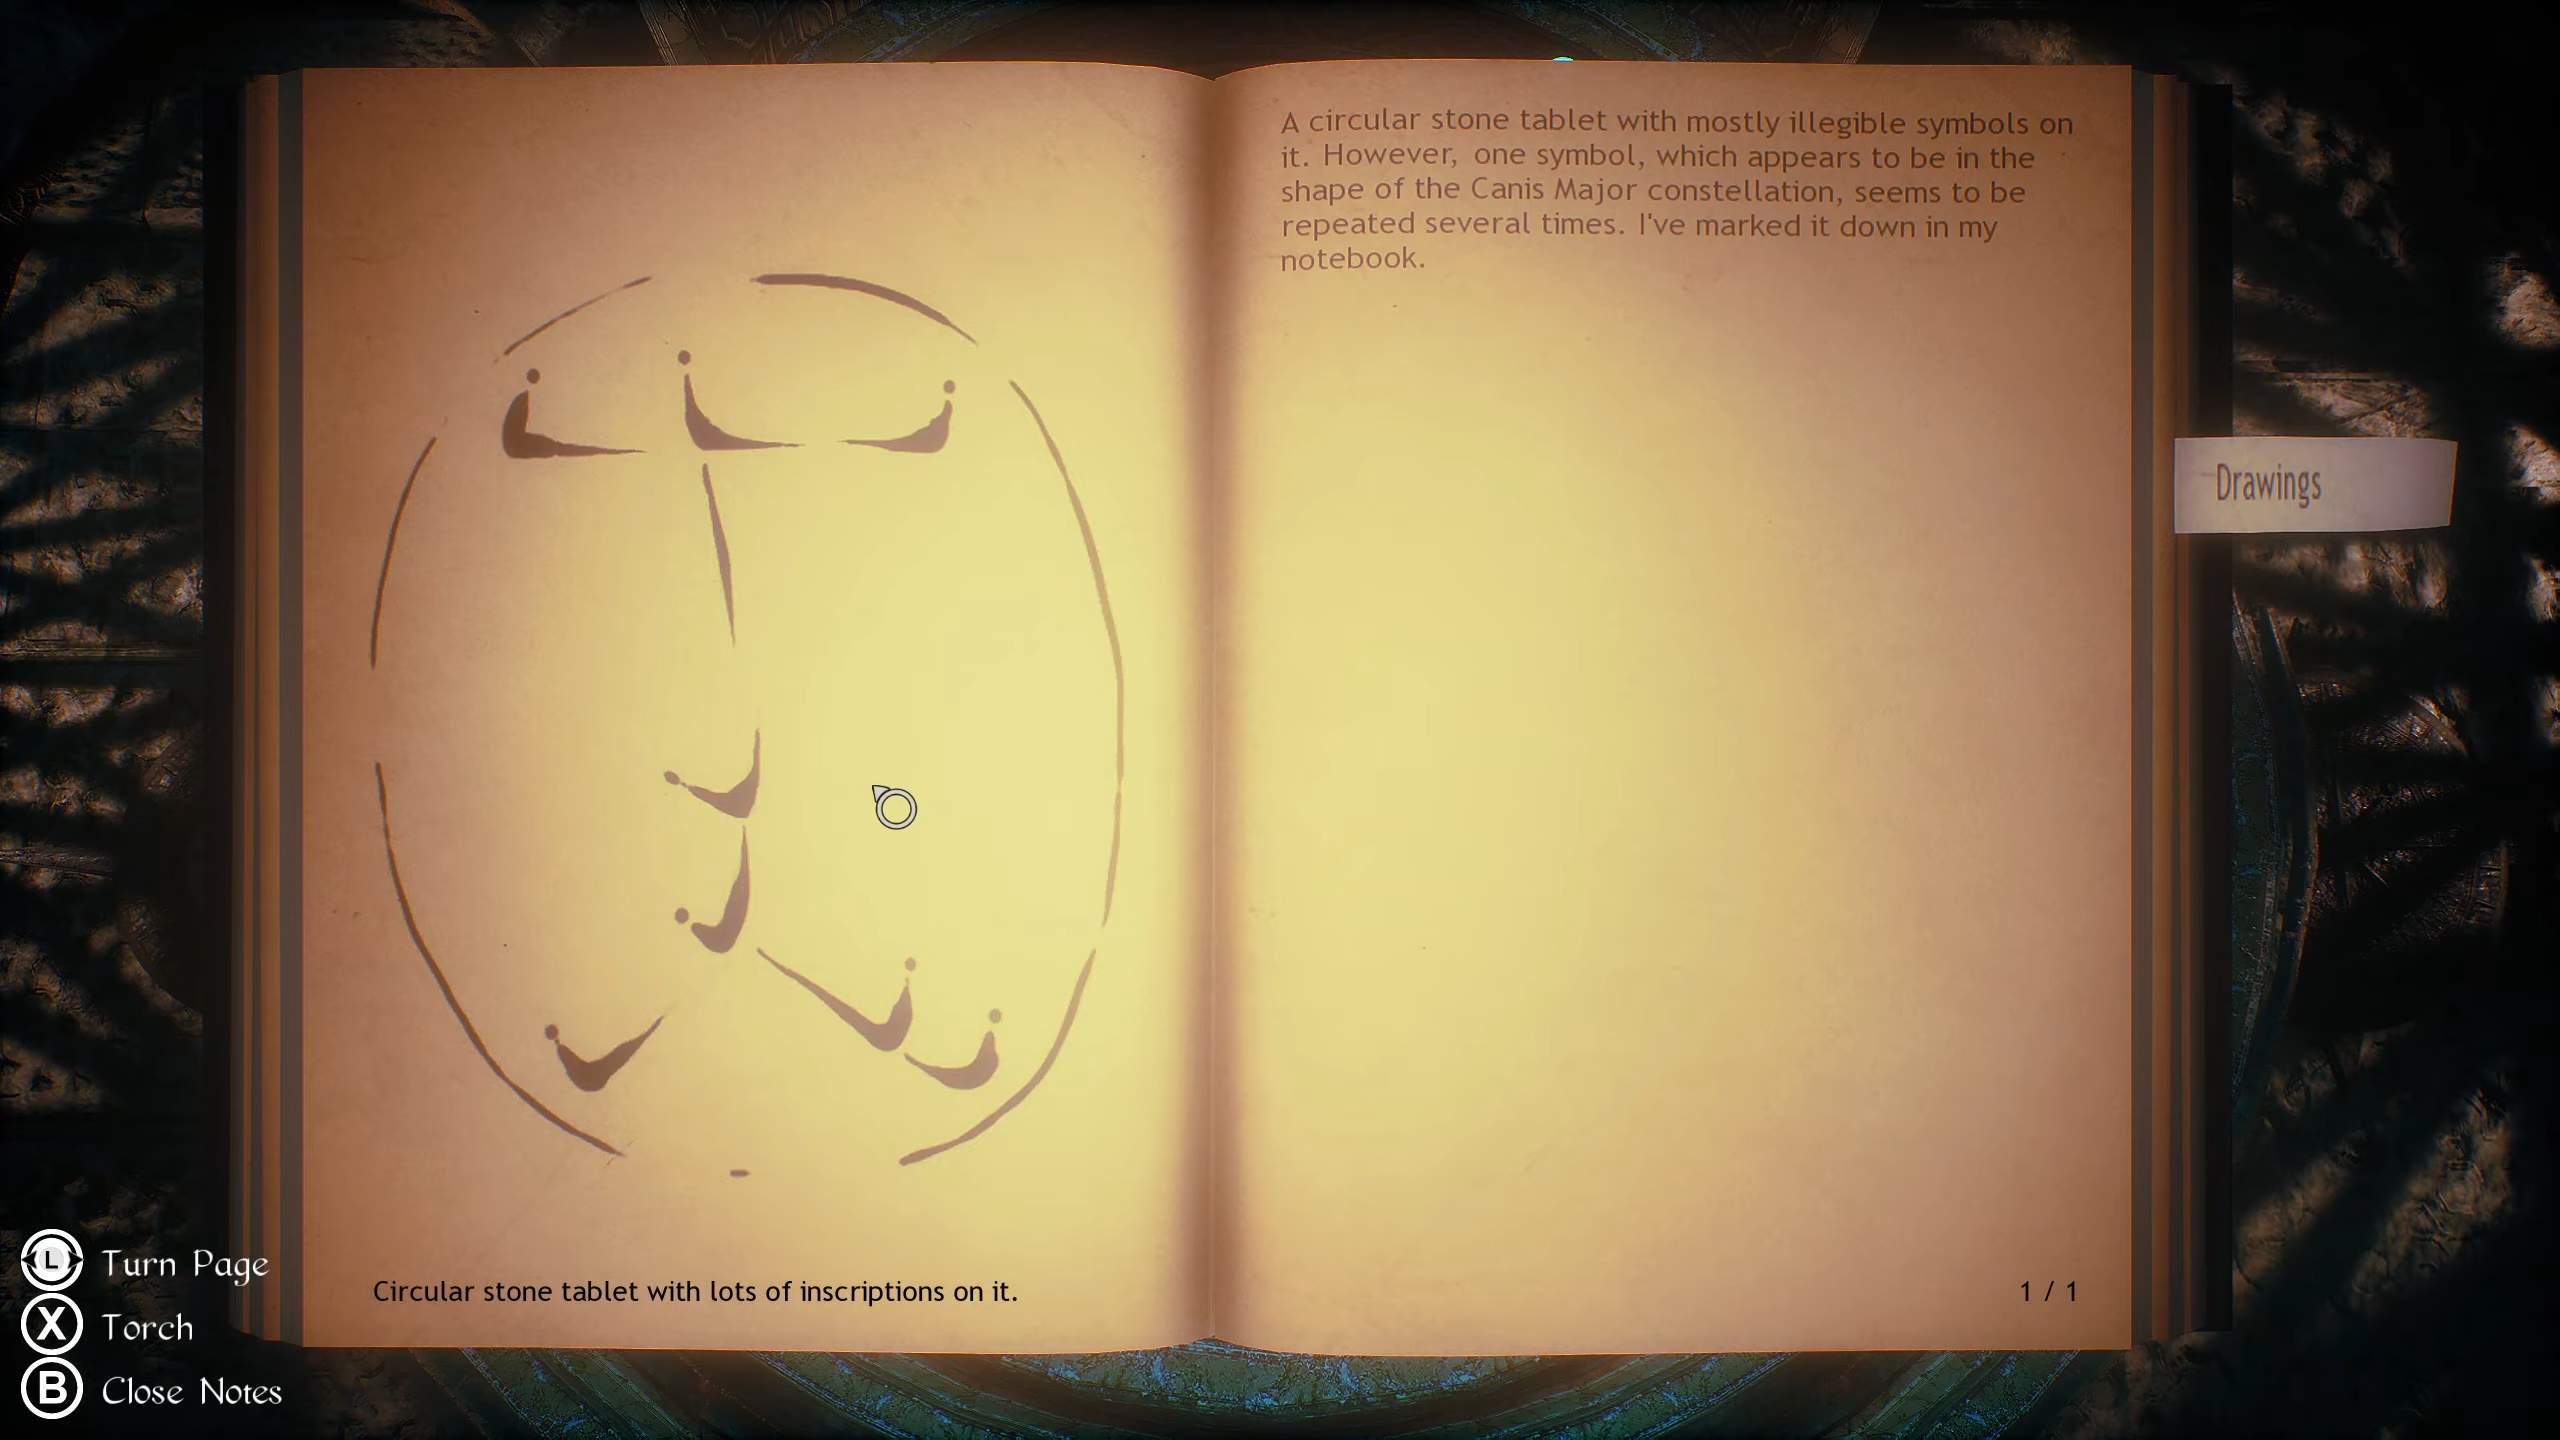 A circular stone tablet with mostly illegible symbols on
it. However, one symbol, which appears to be in the
shape of the Canis Major constellation, seems to be
repeated several times. I've marked it down in my
notebook.
Drawings
Circular stone tablet with lots of inscriptions on it.
1 / 1
L Turn Page
X Torch
B Close Notes